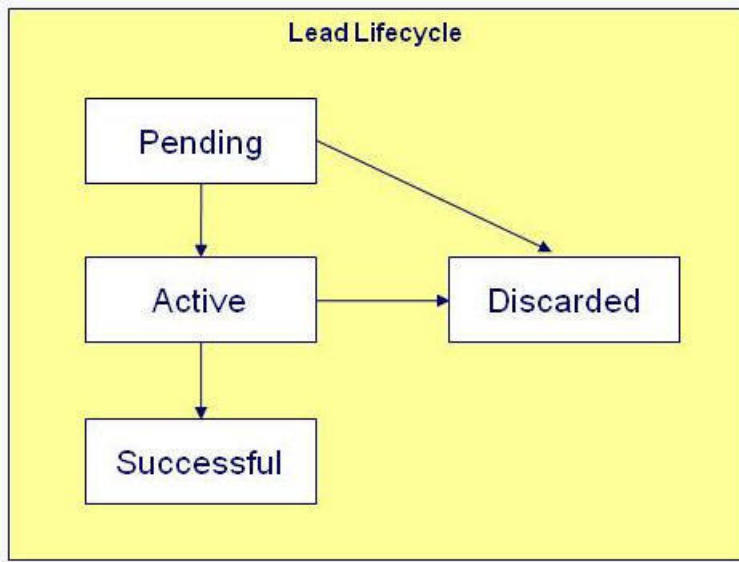 Lead Lifecycle
Pending
Active
Discarded
Successful